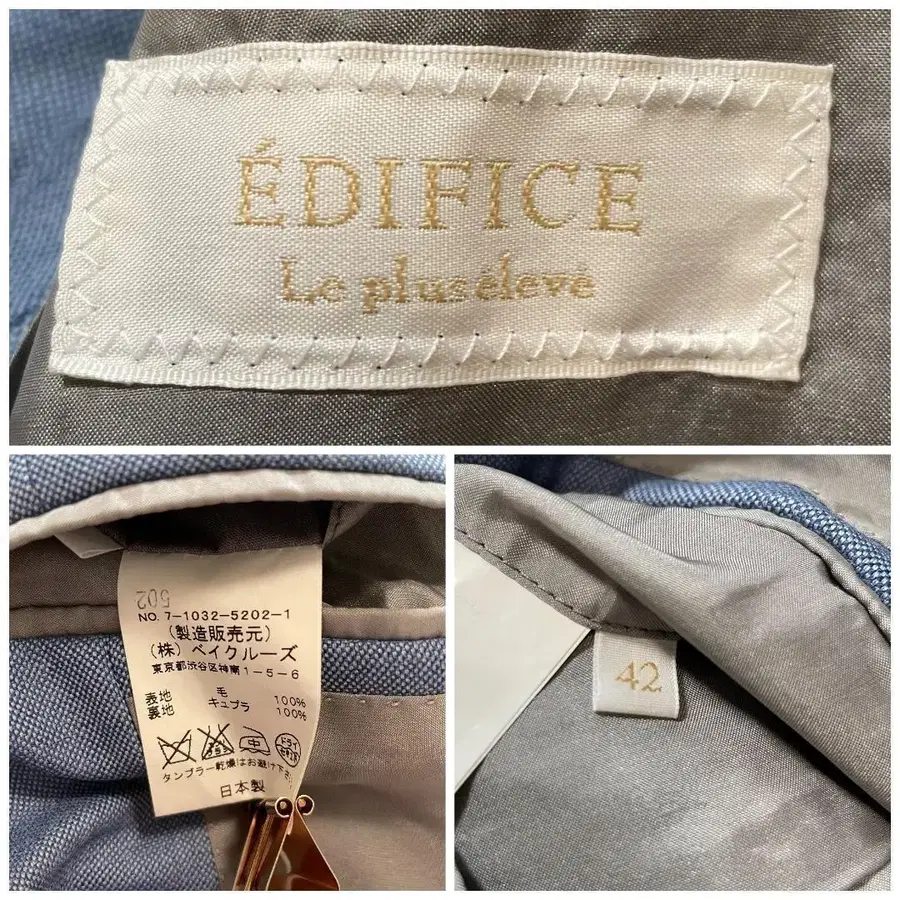 ÉDIFICE
Le plus élevé
502
NO. 7-1032-5202-1
(製造販売元)
(株) ベイクルーズ
東京都渋谷区神南1-5-6
表地 毛 100%
裏地 キュプラ 100%
ドライ
タンブラー乾燥はお避け下さい
日本製
42